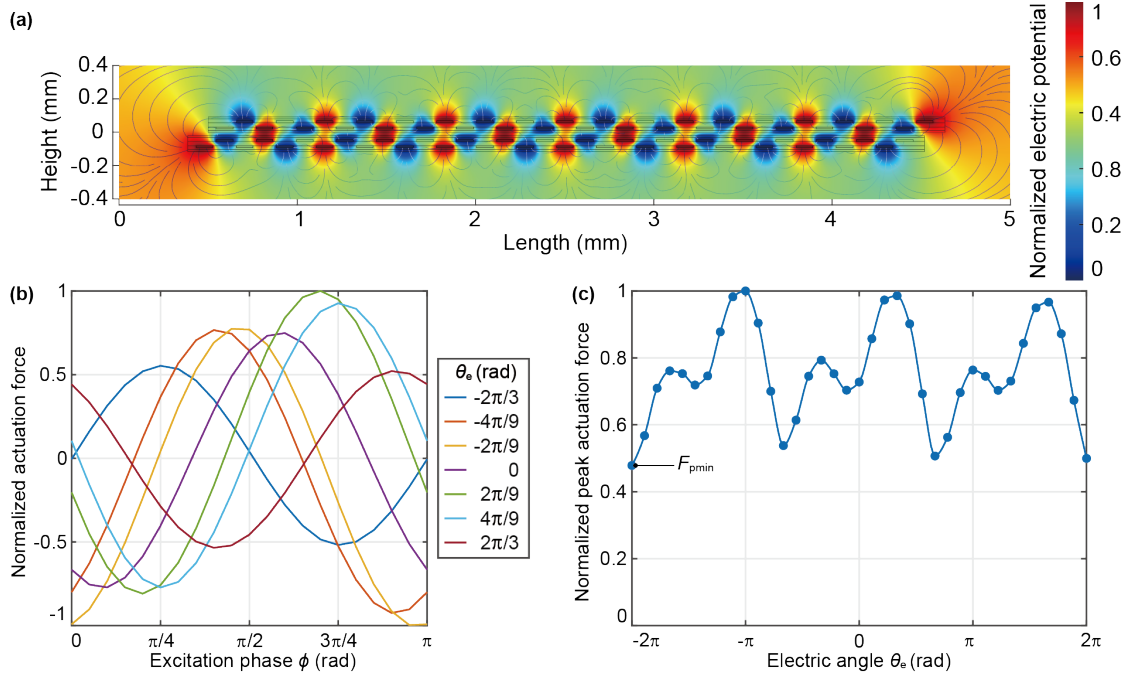 (a)
Normalized electric potential
1
0.6
0.4
0.8
0.2
0
Height (mm)
0.4
0.2
0
-0.2
-0.4
0 1 2 3 4 5
Length (mm)
(b)
Normalized actuation force
1
0.5
0
-0.5
-1
0 π/4 π/2 3π/4 π
Excitation phase ϕ (rad)
θe (rad)
-2π/3
-4π/9
-2π/9
0
2π/9
4π/9
2π/3
(c)
Normalized peak actuation force
1
0.8
0.6
0.4
0.2
0
Fpmin
-2π -π 0 π 2π
Electric angle θe (rad)